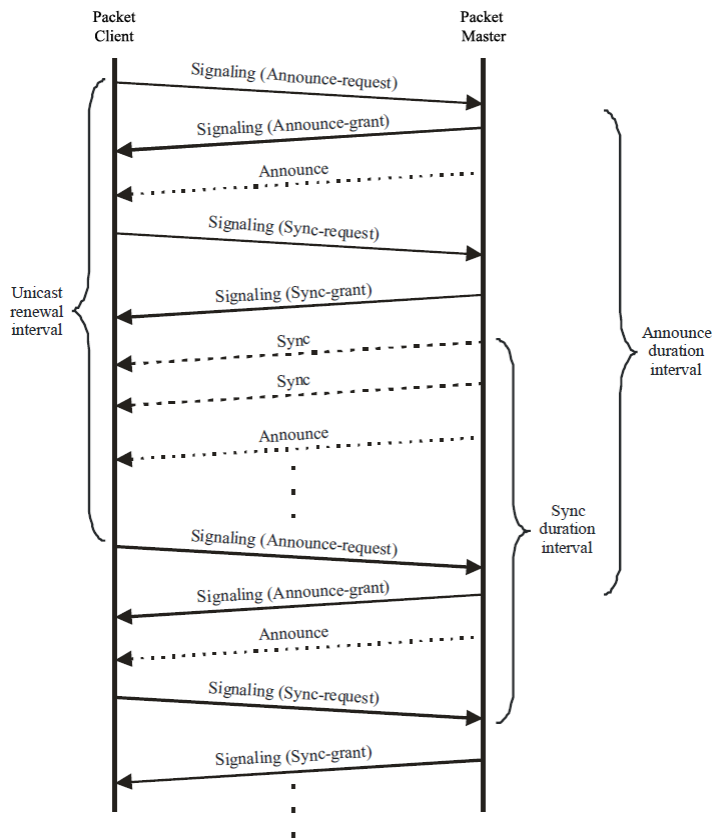 Packet
Client
Packet
Master
Signaling (Announce-request)
Signaling (Announce-grant)
Announce
Signaling (Sync-request)
Signaling (Sync-grant)
Unicast
renewal
interval
Sync
Sync
Announce
duration
interval
Announce
Sync
duration
interval
Signaling (Announce-request)
Signaling (Announce-grant)
Announce
Signaling (Sync-request)
Signaling (Sync-grant)